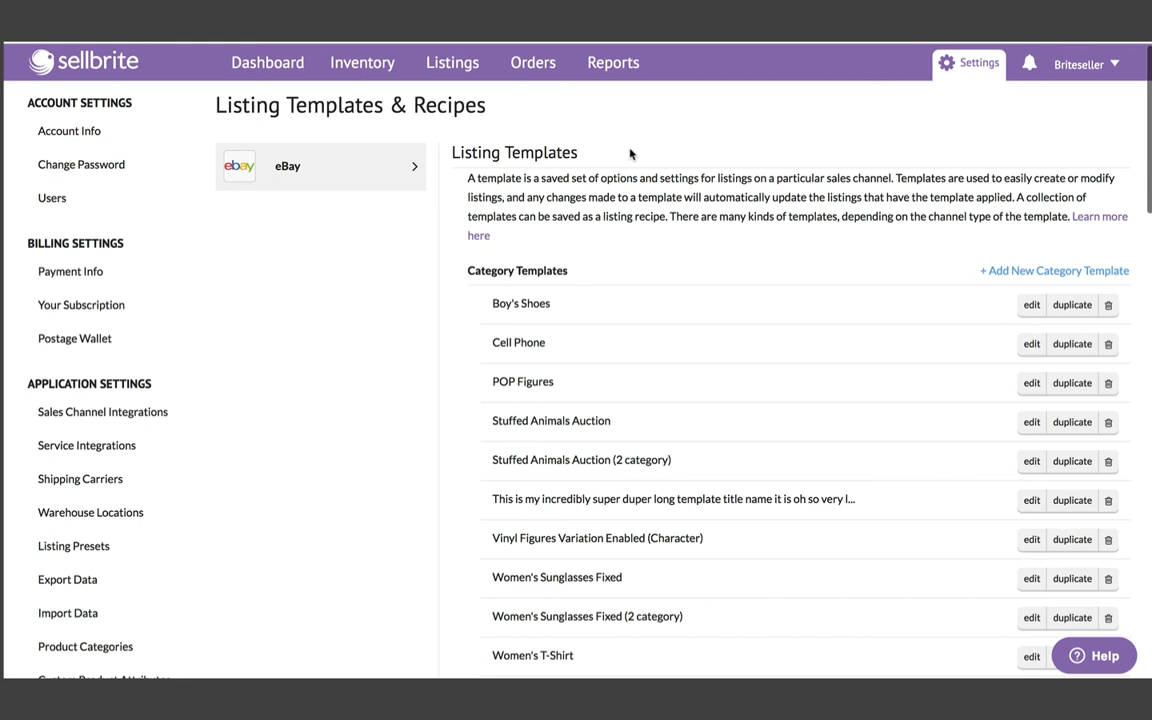 sellbrite
Dashboard
Inventory
Listings
Orders
Reports
Settings
Briteseller
ACCOUNT SETTINGS
Account Info
Change Password
Users
BILLING SETTINGS
Payment Info
Your Subscription
Postage Wallet
APPLICATION SETTINGS
Sales Channel Integrations
Service Integrations
Shipping Carriers
Warehouse Locations
Listing Presets
Export Data
Import Data
Product Categories
Listing Templates & Recipes
ebay eBay
Listing Templates
A template is a saved set of options and settings for listings on a particular sales channel. Templates are used to easily create or modify
listings, and any changes made to a template will automatically update the listings that have the template applied. A collection of
templates can be saved as a listing recipe. There are many kinds of templates, depending on the channel type of the template. Learn more
here
Category Templates + Add New Category Template
Boy's Shoes edit duplicate
Cell Phone edit duplicate
POP Figures edit duplicate
Stuffed Animals Auction edit duplicate
Stuffed Animals Auction (2 category) edit duplicate
This is my incredibly super duper long template title name it is oh so very l... edit duplicate
Vinyl Figures Variation Enabled (Character) edit duplicate
Women's Sunglasses Fixed edit duplicate
Women's Sunglasses Fixed (2 category) edit duplicate
Women's T-Shirt edit
? Help